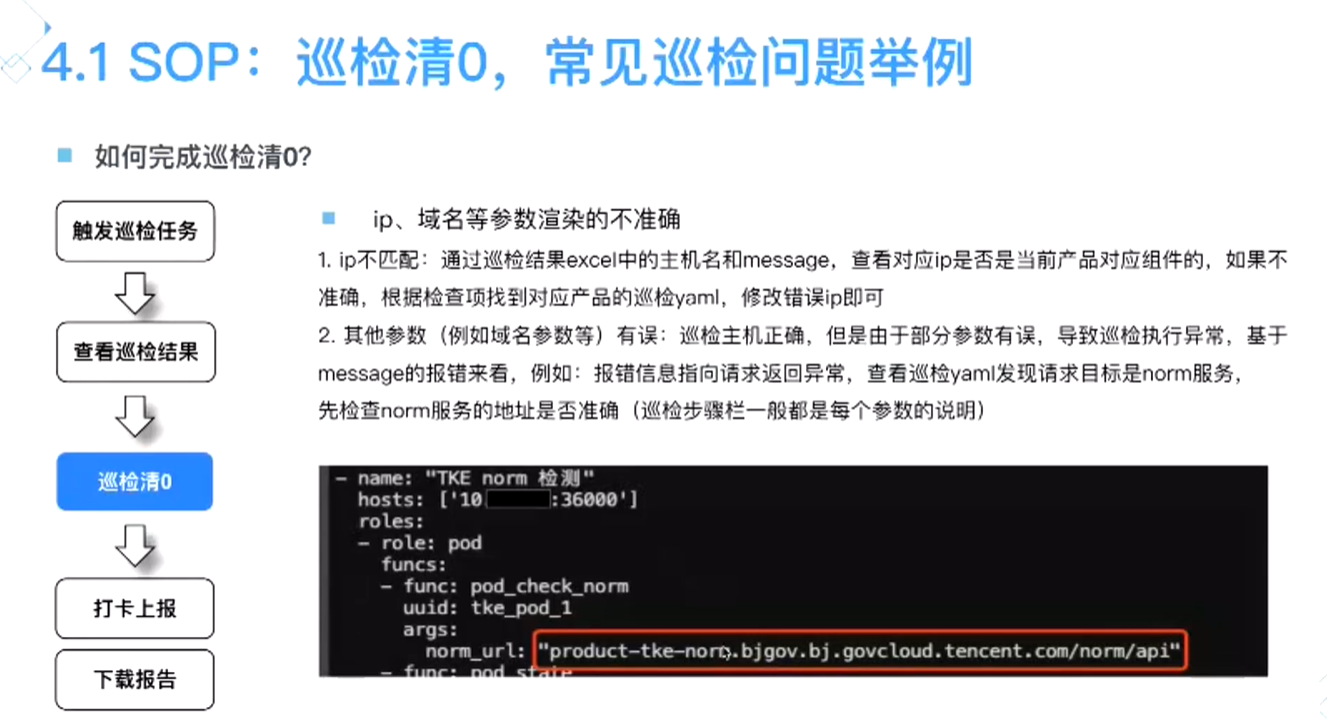 4.1 SOP：巡检清0，常见巡检问题举例
如何完成巡检清0?
触发巡检任务
查看巡检结果
巡检清0
打卡上报
下载报告
ip、域名等参数渲染的不准确
1. ip不匹配：通过巡检结果excel中的主机名和message，查看对应ip是否是当前产品对应组件的，如果不
准确，根据检查项找到对应产品的巡检yaml，修改错误ip即可
2. 其他参数（例如域名参数等）有误：巡检主机正确，但是由于部分参数有误，导致巡检执行异常，基于
message的报错来看，例如：报错信息指向请求返回异常，查看巡检yaml发现请求目标是norm服务，
先检查norm服务的地址是否准确（巡检步骤栏一般都是每个参数的说明）
- name: "TKE norm 检测"
hosts: ['10 :36000']
roles:
- role: pod
funcs:
- func: pod_check_norm
uuid: tke_pod_1
args:
norm_url: "product-tke-norm.bjgov.bj.govcloud.tencent.com/norm/api"
- func: pod_state